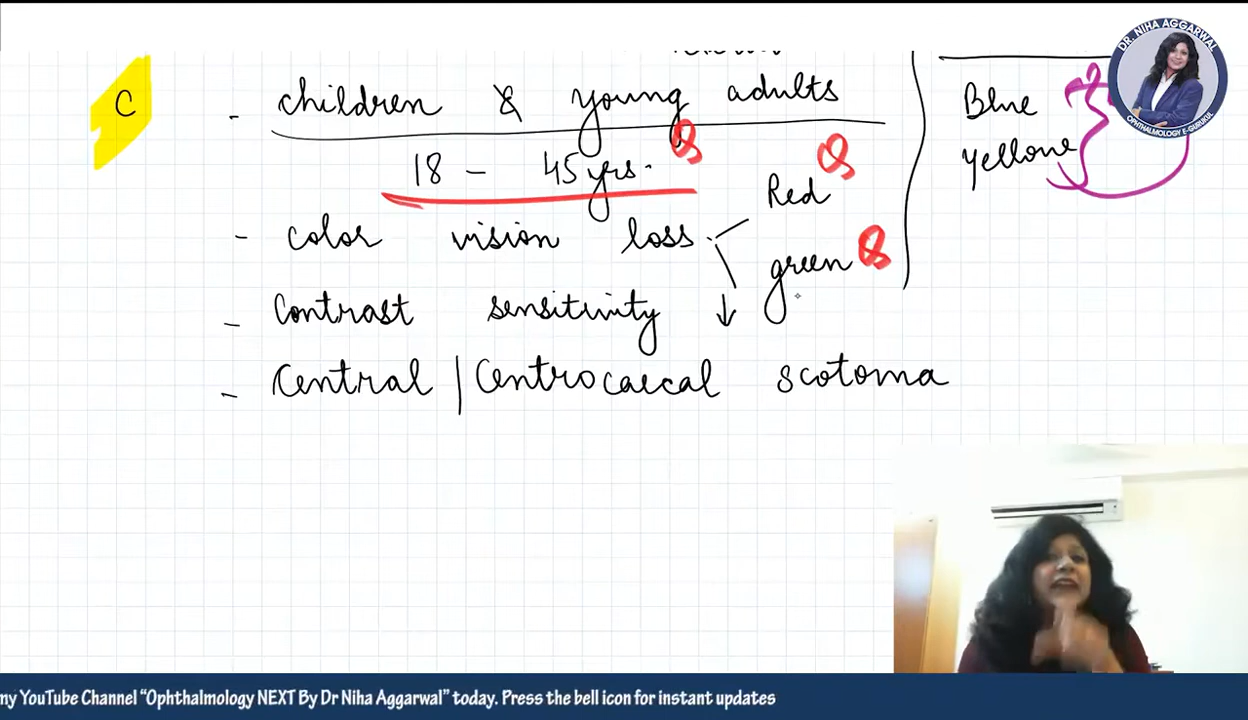 C
- children & young adults
18 - 45 yrs.
- color vision loss
Red
green
- Contrast sensitivity ↓
- Central | Centrocaecal scotoma
Blue
Yellow
DR. NIHA AGGARWAL
OPHTHALMOLOGY E-GURUKUL
my YouTube Channel “Ophthalmology NEXT By Dr Niha Aggarwal” today. Press the bell icon for instant updates